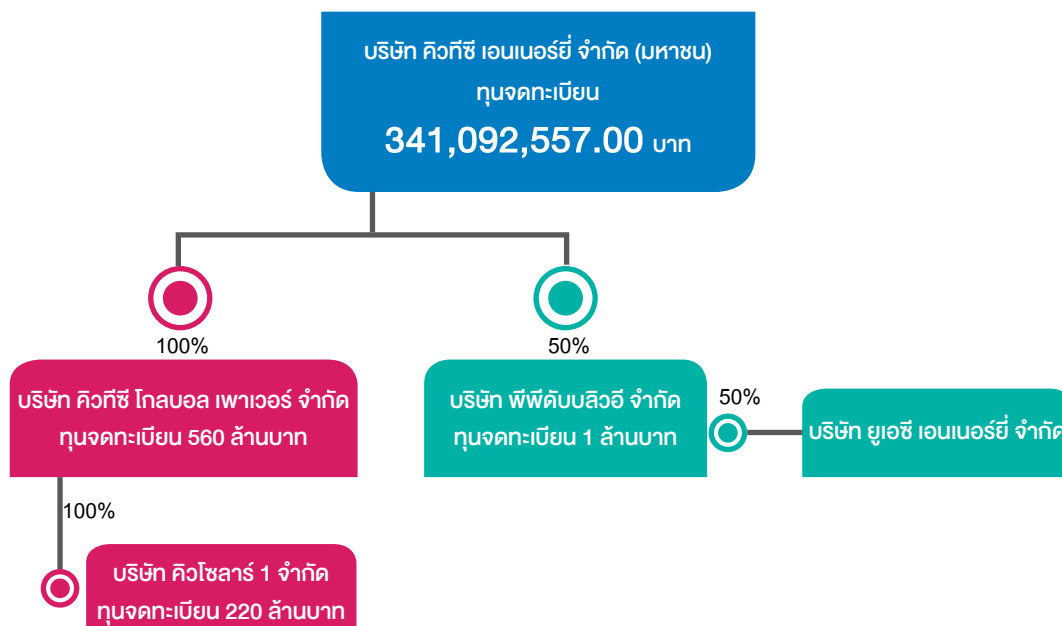 บริษัท คิวทีซี เอนเนอร์ยี่ จำกัด (มหาชน)
ทุนจดทะเบียน
341,092,557.00 บาท
100%
50%
บริษัท คิวทีซี โกลบอล เพาเวอร์ จำกัด
ทุนจดทะเบียน 560 ล้านบาท
บริษัท พีพีดับบลิวอี จำกัด
ทุนจดทะเบียน 1 ล้านบาท
50%
บริษัท ยูเอซี เอนเนอร์ยี่ จำกัด
100%
บริษัท คิวโซลาร์ 1 จำกัด
ทุนจดทะเบียน 220 ล้านบาท